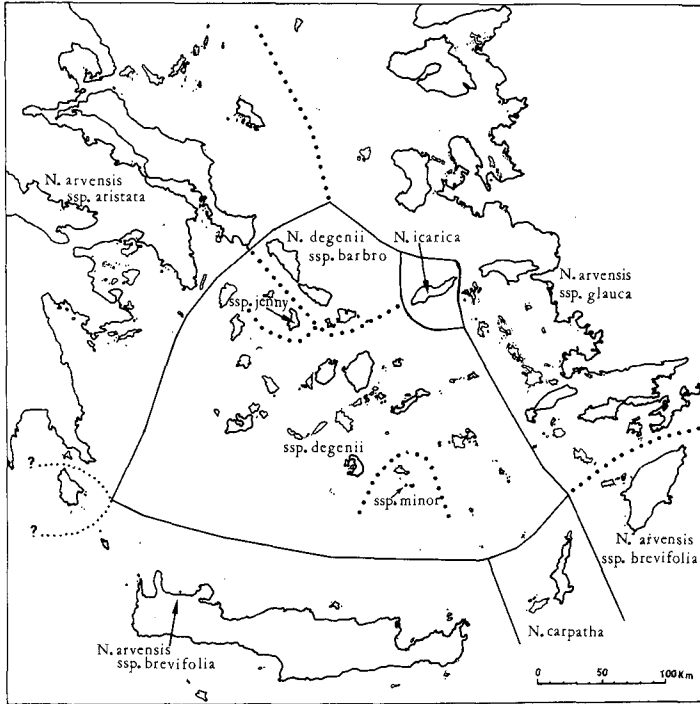 N. arvensis
ssp. aristata
N. degenii
ssp. barbro
N. icarica
N. arvensis
ssp. glauca
ssp. jenny
ssp. degenii
ssp. minor
?
?
N. arvensis
ssp. brevifolia
N. carpatha
N. arvensis
ssp. brevifolia
0 50 100 Km